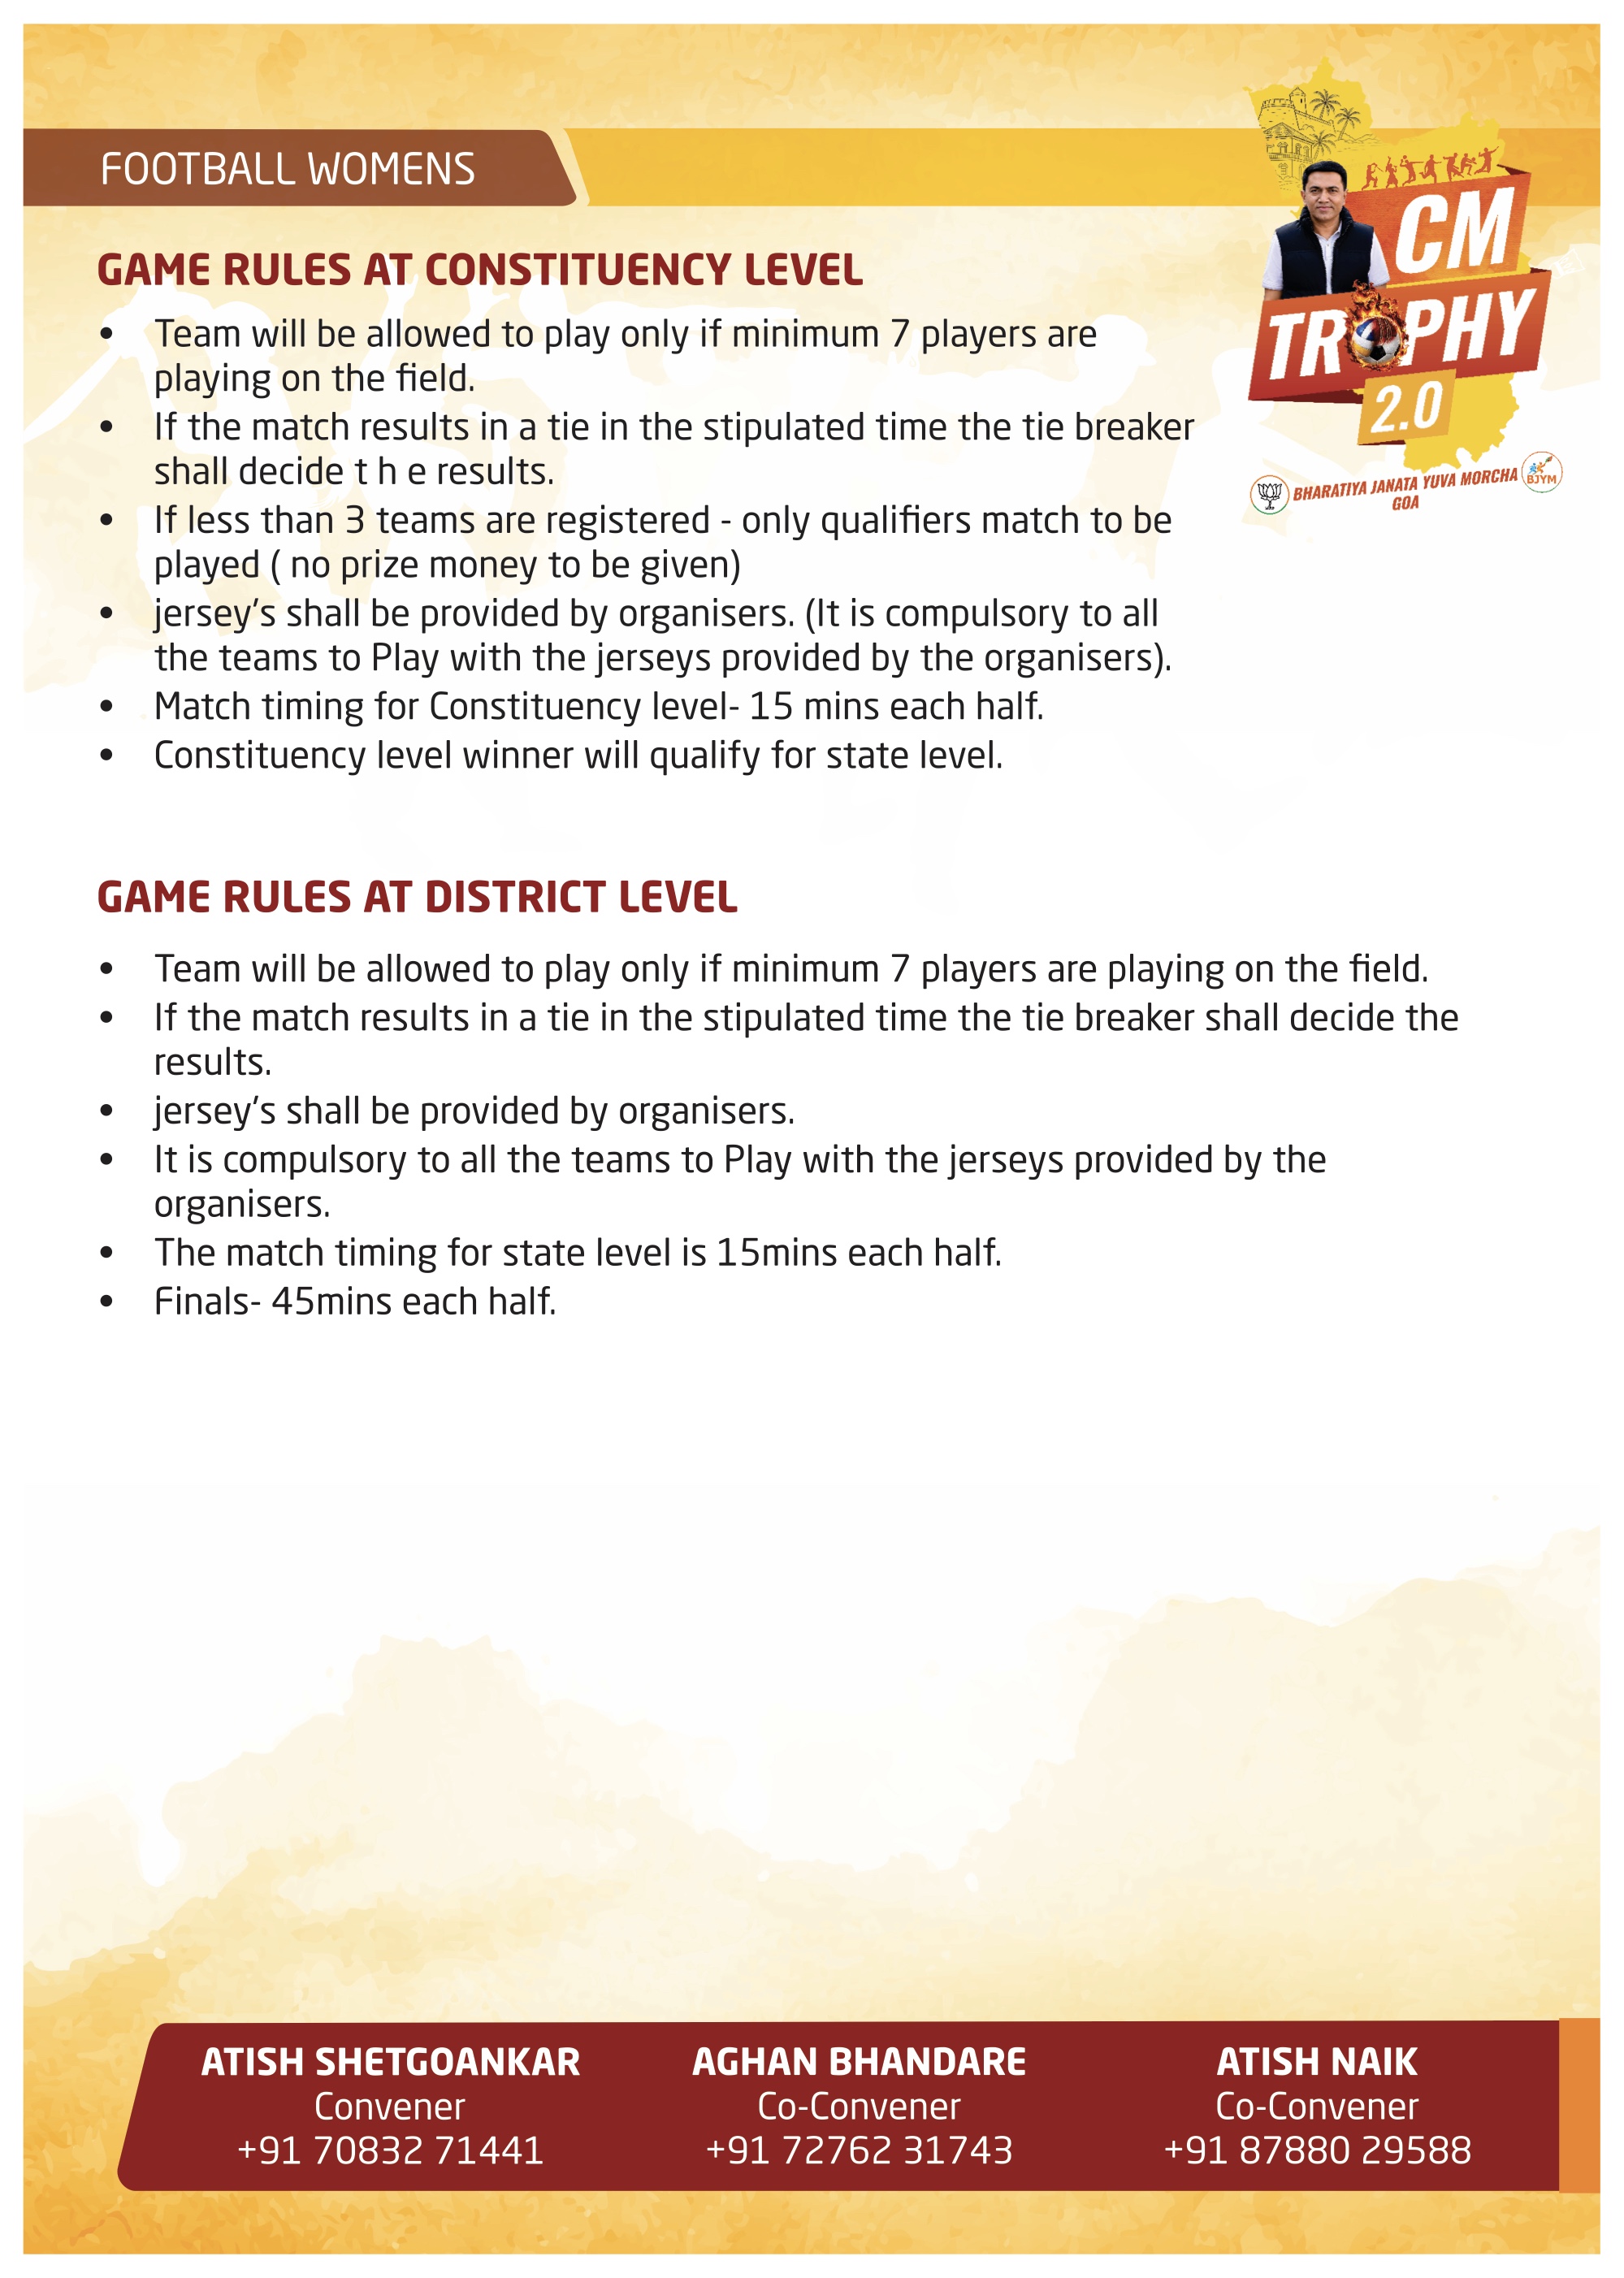 FOOTBALL WOMENS
CM
TROPHY
2.0
BHARATIYA JANATA YUVA MORCHA
GOA
BJYM
GAME RULES AT CONSTITUENCY LEVEL
• Team will be allowed to play only if minimum 7 players are
playing on the field.
• If the match results in a tie in the stipulated time the tie breaker
shall decide t h e results.
• If less than 3 teams are registered - only qualifiers match to be
played ( no prize money to be given)
• jersey's shall be provided by organisers. (It is compulsory to all
the teams to Play with the jerseys provided by the organisers).
• Match timing for Constituency level- 15 mins each half.
• Constituency level winner will qualify for state level.
GAME RULES AT DISTRICT LEVEL
• Team will be allowed to play only if minimum 7 players are playing on the field.
• If the match results in a tie in the stipulated time the tie breaker shall decide the
results.
• jersey's shall be provided by organisers.
• It is compulsory to all the teams to Play with the jerseys provided by the
organisers.
• The match timing for state level is 15mins each half.
• Finals- 45mins each half.
ATISH SHETGOANKAR
Convener
+91 70832 71441
AGHAN BHANDARE
Co-Convener
+91 72762 31743
ATISH NAIK
Co-Convener
+91 87880 29588